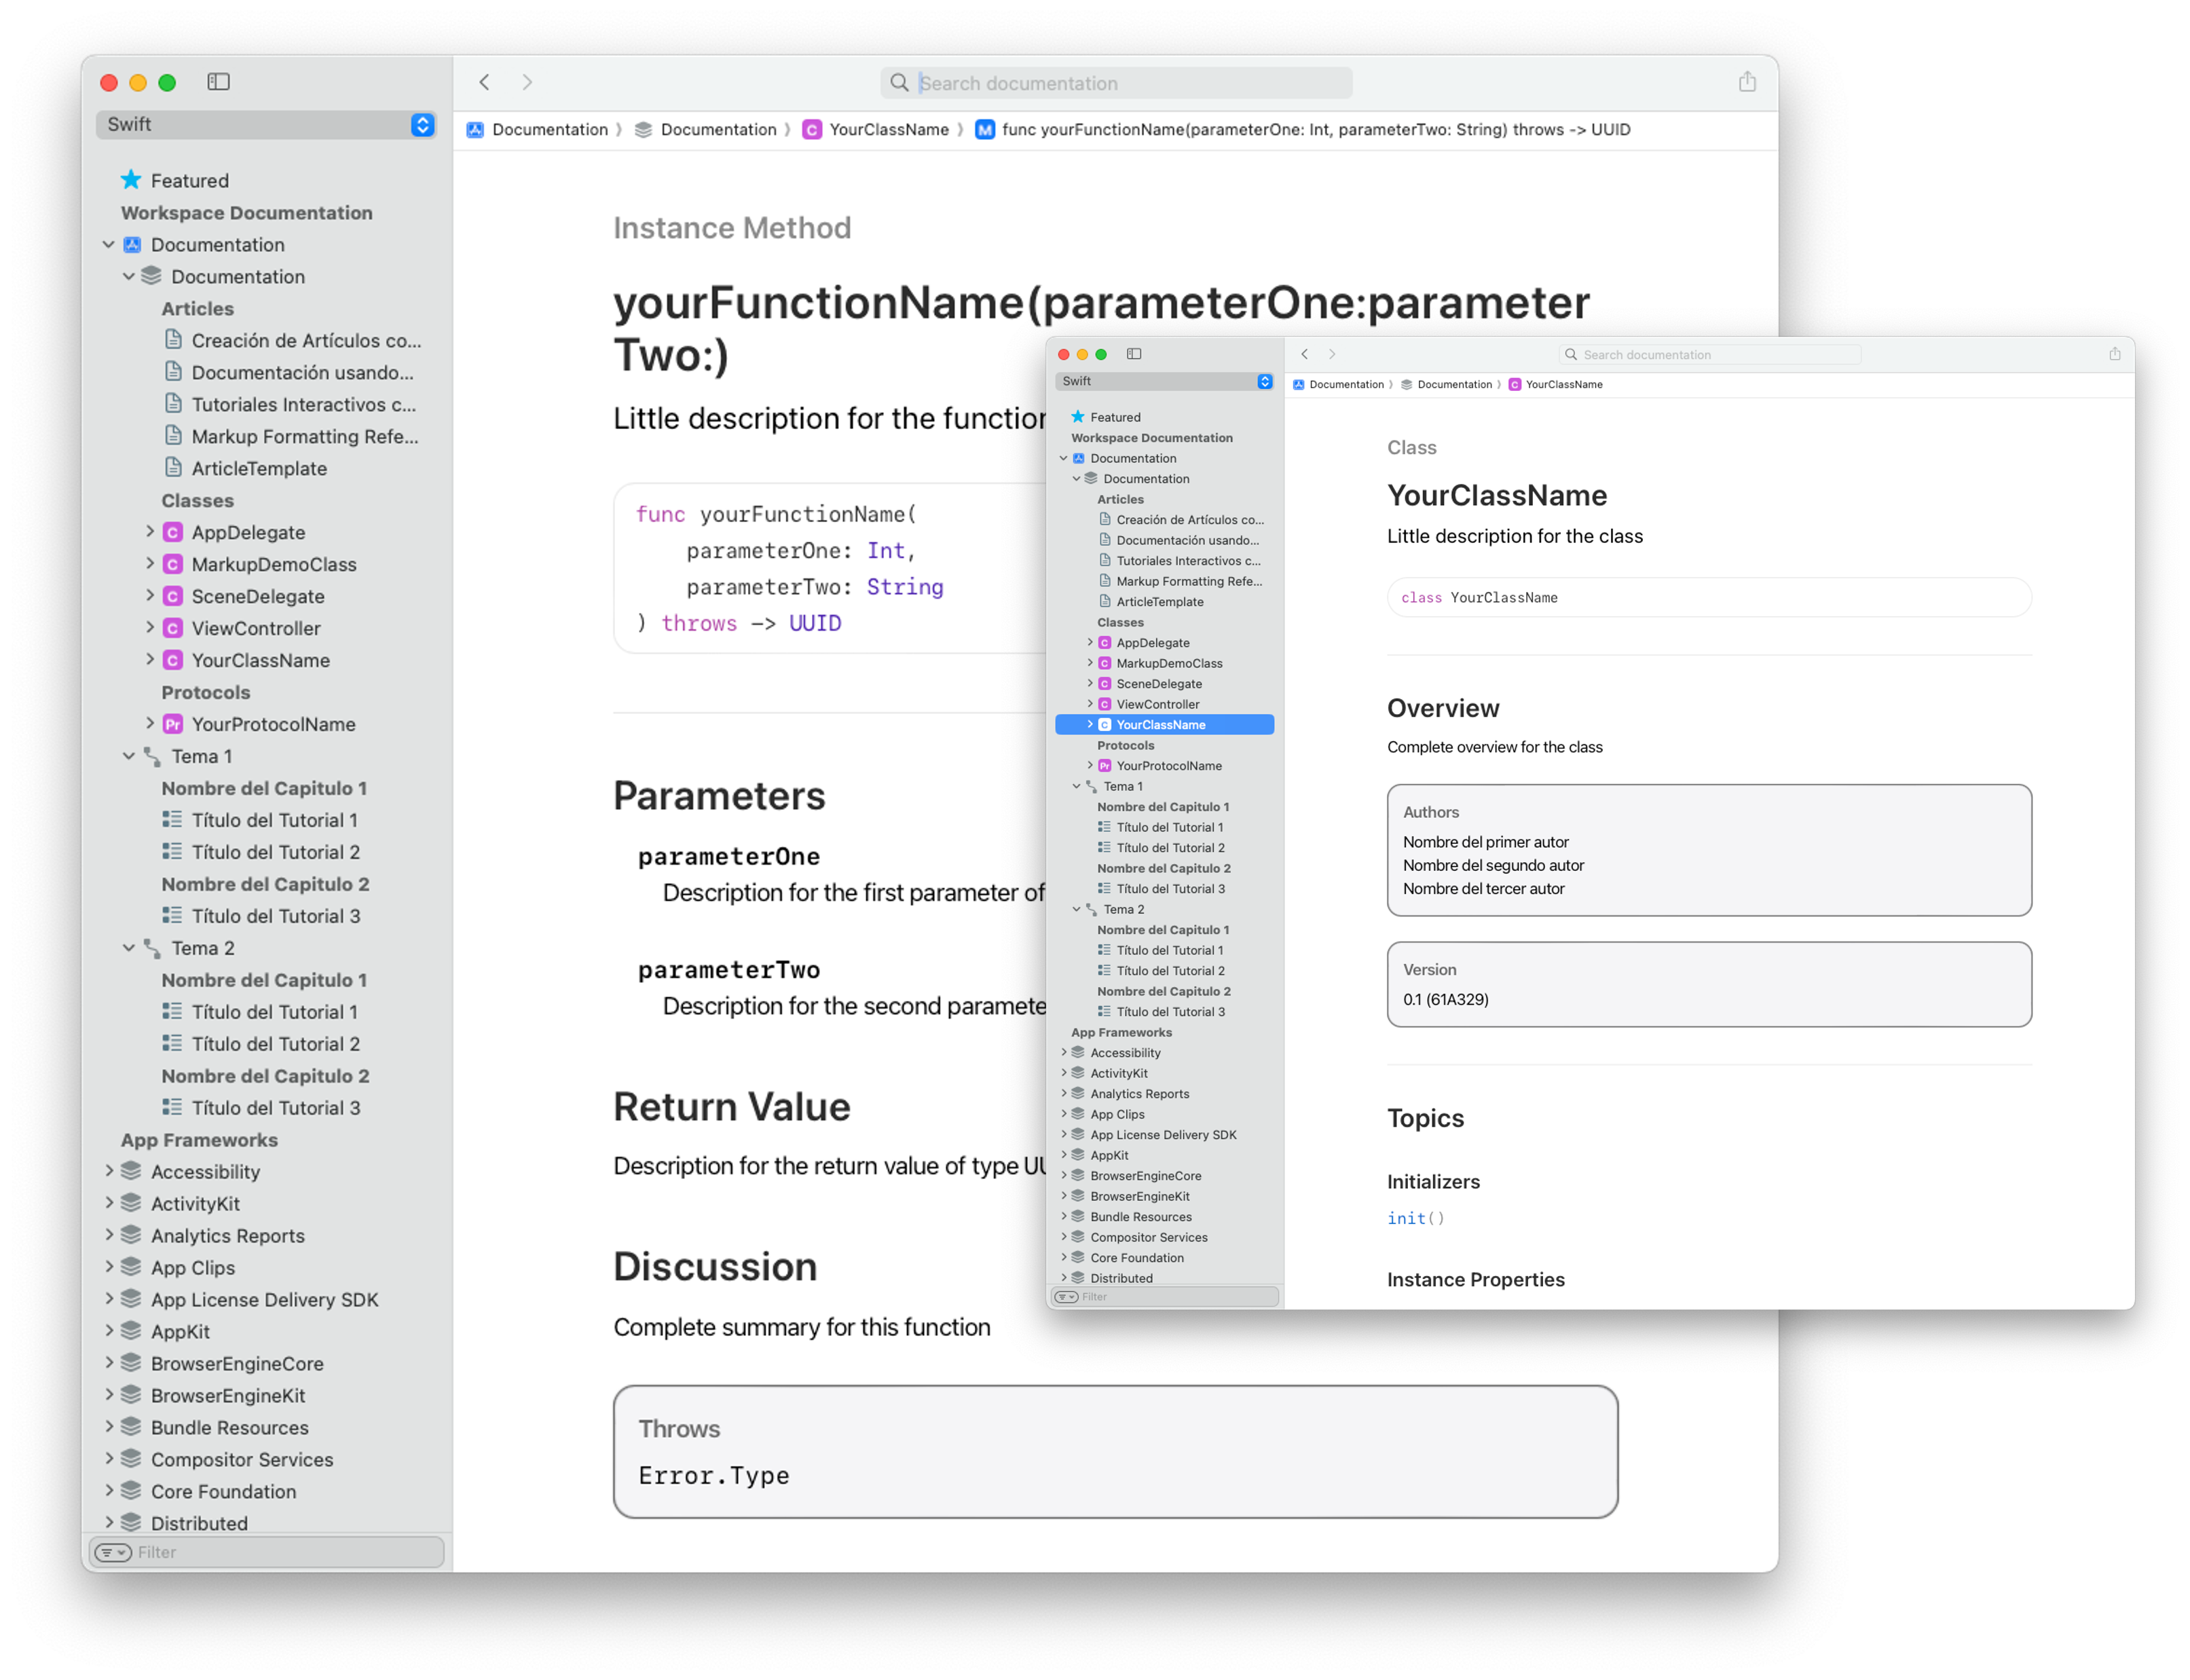 Swift
Search documentation
Documentation
Documentation
C YourClassName
M func yourFunctionName(parameterOne: Int, parameterTwo: String) throws -> UUID
Featured
Workspace Documentation
Documentation
Documentation
Articles
Creación de Artículos co...
Documentación usando...
Tutoriales Interactivos c...
Markup Formatting Refe...
ArticleTemplate
Classes
C AppDelegate
C MarkupDemoClass
C SceneDelegate
C ViewController
C YourClassName
Protocols
Pr YourProtocolName
Tema 1
Nombre del Capitulo 1
Título del Tutorial 1
Título del Tutorial 2
Nombre del Capitulo 2
Título del Tutorial 3
Tema 2
Nombre del Capitulo 1
Título del Tutorial 1
Título del Tutorial 2
Nombre del Capitulo 2
Título del Tutorial 3
App Frameworks
Accessibility
ActivityKit
Analytics Reports
App Clips
App License Delivery SDK
AppKit
BrowserEngineCore
BrowserEngineKit
Bundle Resources
Compositor Services
Core Foundation
Distributed
Filter
Instance Method
yourFunctionName(parameterOne:parameter
Two:)
Little description for the function
func yourFunctionName(
parameterOne: Int,
parameterTwo: String
) throws -> UUID
Parameters
parameterOne
Description for the first parameter of
parameterTwo
Description for the second paramete
Return Value
Description for the return value of type UU
Discussion
Complete summary for this function
Throws
Error.Type
Swift
Search documentation
Documentation
Documentation
C YourClassName
Featured
Workspace Documentation
Documentation
Documentation
Articles
Creación de Artículos co...
Documentación usando...
Tutoriales Interactivos c...
Markup Formatting Refe...
ArticleTemplate
Classes
C AppDelegate
C MarkupDemoClass
C SceneDelegate
C ViewController
C YourClassName
Protocols
Pr YourProtocolName
Tema 1
Nombre del Capitulo 1
Título del Tutorial 1
Título del Tutorial 2
Nombre del Capitulo 2
Título del Tutorial 3
Tema 2
Nombre del Capitulo 1
Título del Tutorial 1
Título del Tutorial 2
Nombre del Capitulo 2
Título del Tutorial 3
App Frameworks
Accessibility
ActivityKit
Analytics Reports
App Clips
App License Delivery SDK
AppKit
BrowserEngineCore
BrowserEngineKit
Bundle Resources
Compositor Services
Core Foundation
Distributed
Filter
Class
YourClassName
Little description for the class
class YourClassName
Overview
Complete overview for the class
Authors
Nombre del primer autor
Nombre del segundo autor
Nombre del tercer autor
Version
0.1 (61A329)
Topics
Initializers
init()
Instance Properties